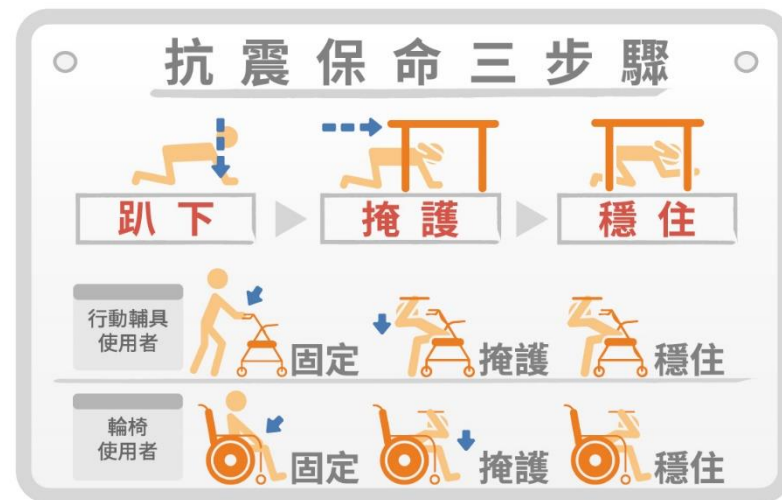 抗震保命三步驟
趴下 掩護 穩住
行動輔具
使用者
固定 掩護 穩住
輪椅
使用者
固定 掩護 穩住